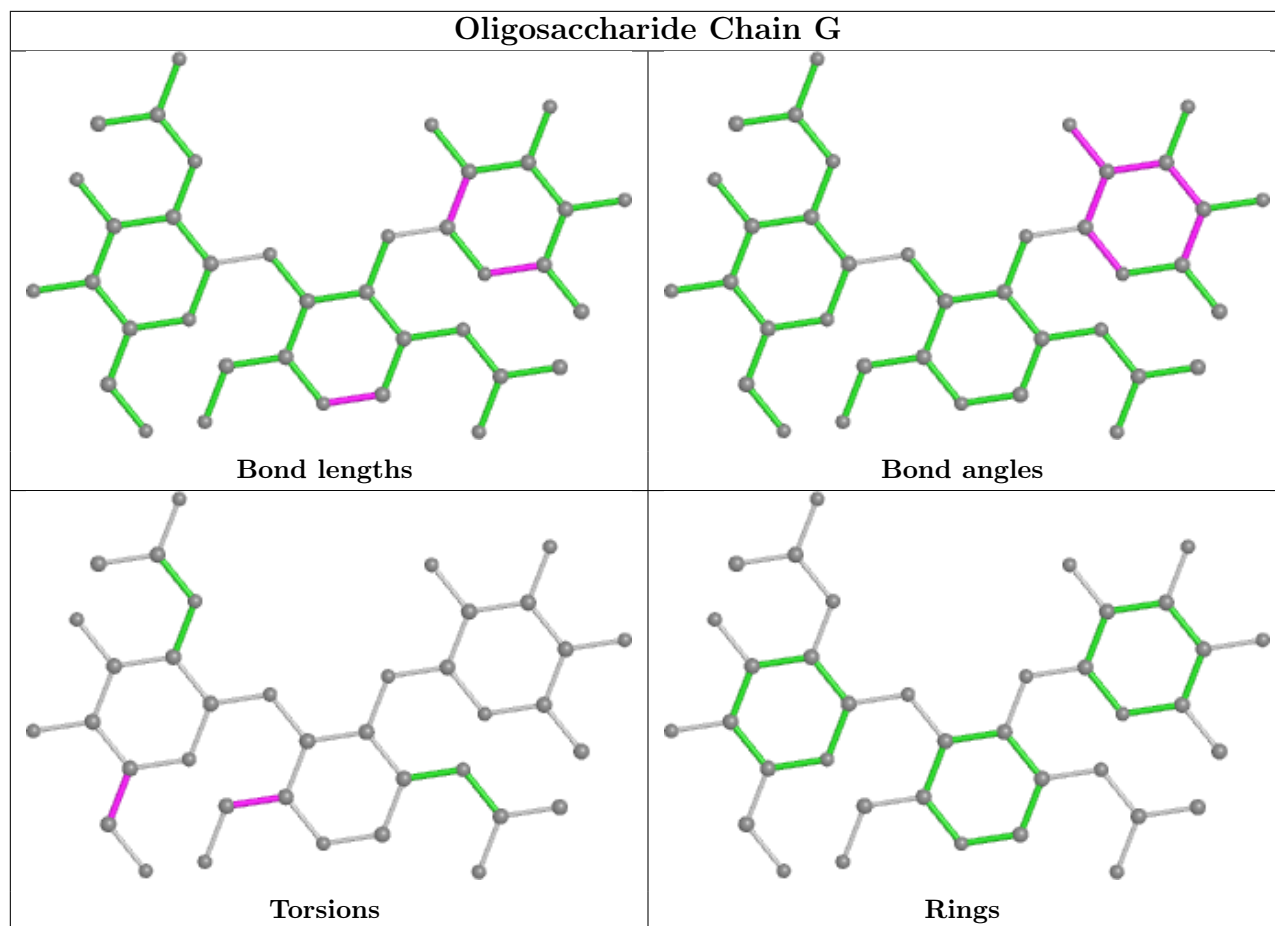 Oligosaccharide Chain G
Bond lengths
Bond angles
Torsions
Rings